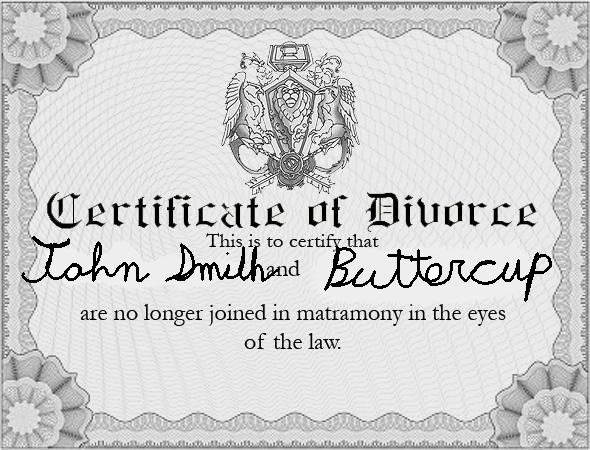 Certificate of Divorce
This is to certify that
John Smith and Buttercup
are no longer joined in matramony in the eyes
of the law.